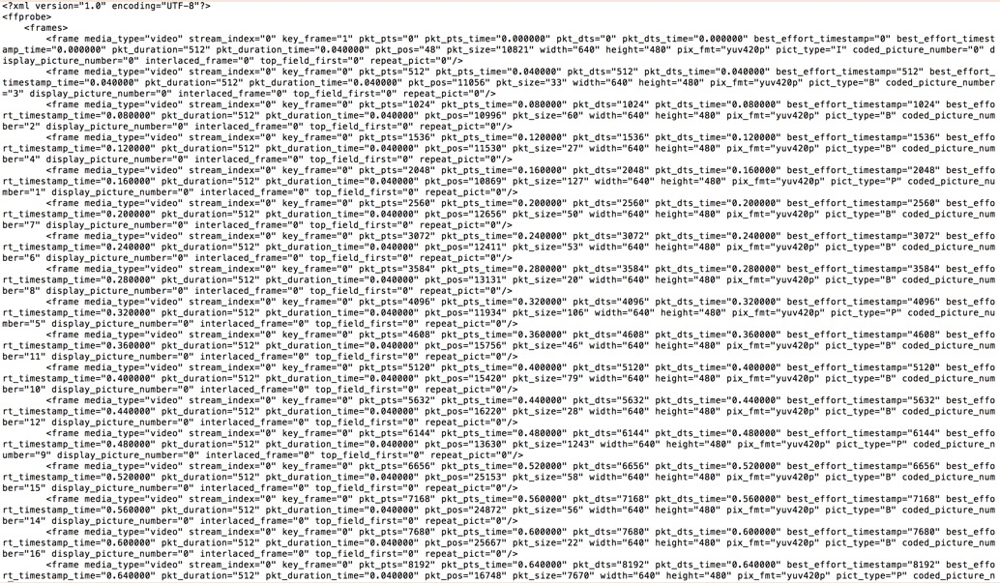 <?xml version="1.0" encoding="UTF-8"?>
<ffprobe>
<frames>
<frame media_type="video" stream_index="0" key_frame="1" pkt_pts="0" pkt_pts_time="0.000000" pkt_dts="0" pkt_dts_time="0.000000" best_effort_timestamp="0" best_effort_timest
amp_time="0.000000" pkt_duration="512" pkt_duration_time="0.040000" pkt_pos="48" pkt_size="10821" width="640" height="480" pix_fmt="yuv420p" pict_type="I" coded_picture_number="0" d
isplay_picture_number="0" interlaced_frame="0" top_field_first="0" repeat_pict="0"/>
<frame media_type="video" stream_index="0" key_frame="0" pkt_pts="512" pkt_pts_time="0.040000" pkt_dts="512" pkt_dts_time="0.040000" best_effort_timestamp="512" best_effort_
timestamp_time="0.040000" pkt_duration="512" pkt_duration_time="0.040000" pkt_pos="11056" pkt_size="33" width="640" height="480" pix_fmt="yuv420p" pict_type="B" coded_picture_number
="3" display_picture_number="0" interlaced_frame="0" top_field_first="0" repeat_pict="0"/>
<frame media_type="video" stream_index="0" key_frame="0" pkt_pts="1024" pkt_pts_time="0.080000" pkt_dts="1024" pkt_dts_time="0.080000" best_effort_timestamp="1024" best_effo
rt_timestamp_time="0.080000" pkt_duration="512" pkt_duration_time="0.040000" pkt_pos="10996" pkt_size="60" width="640" height="480" pix_fmt="yuv420p" pict_type="B" coded_picture_num
ber="2" display_picture_number="0" interlaced_frame="0" top_field_first="0" repeat_pict="0"/>
<frame media_type="video" stream_index="0" key_frame="0" pkt_pts="1536" pkt_pts_time="0.120000" pkt_dts="1536" pkt_dts_time="0.120000" best_effort_timestamp="1536" best_effo
rt_timestamp_time="0.120000" pkt_duration="512" pkt_duration_time="0.040000" pkt_pos="11530" pkt_size="27" width="640" height="480" pix_fmt="yuv420p" pict_type="B" coded_picture_num
ber="4" display_picture_number="0" interlaced_frame="0" top_field_first="0" repeat_pict="0"/>
<frame media_type="video" stream_index="0" key_frame="0" pkt_pts="2048" pkt_pts_time="0.160000" pkt_dts="2048" pkt_dts_time="0.160000" best_effort_timestamp="2048" best_effo
rt_timestamp_time="0.160000" pkt_duration="512" pkt_duration_time="0.040000" pkt_pos="10869" pkt_size="127" width="640" height="480" pix_fmt="yuv420p" pict_type="P" coded_picture_nu
mber="1" display_picture_number="0" interlaced_frame="0" top_field_first="0" repeat_pict="0"/>
<frame media_type="video" stream_index="0" key_frame="0" pkt_pts="2560" pkt_pts_time="0.200000" pkt_dts="2560" pkt_dts_time="0.200000" best_effort_timestamp="2560" best_effo
rt_timestamp_time="0.200000" pkt_duration="512" pkt_duration_time="0.040000" pkt_pos="12656" pkt_size="50" width="640" height="480" pix_fmt="yuv420p" pict_type="B" coded_picture_num
ber="7" display_picture_number="0" interlaced_frame="0" top_field_first="0" repeat_pict="0"/>
<frame media_type="video" stream_index="0" key_frame="0" pkt_pts="3072" pkt_pts_time="0.240000" pkt_dts="3072" pkt_dts_time="0.240000" best_effort_timestamp="3072" best_effo
rt_timestamp_time="0.240000" pkt_duration="512" pkt_duration_time="0.040000" pkt_pos="12411" pkt_size="53" width="640" height="480" pix_fmt="yuv420p" pict_type="B" coded_picture_num
ber="6" display_picture_number="0" interlaced_frame="0" top_field_first="0" repeat_pict="0"/>
<frame media_type="video" stream_index="0" key_frame="0" pkt_pts="3584" pkt_pts_time="0.280000" pkt_dts="3584" pkt_dts_time="0.280000" best_effort_timestamp="3584" best_effo
rt_timestamp_time="0.280000" pkt_duration="512" pkt_duration_time="0.040000" pkt_pos="13131" pkt_size="20" width="640" height="480" pix_fmt="yuv420p" pict_type="B" coded_picture_num
ber="8" display_picture_number="0" interlaced_frame="0" top_field_first="0" repeat_pict="0"/>
<frame media_type="video" stream_index="0" key_frame="0" pkt_pts="4096" pkt_pts_time="0.320000" pkt_dts="4096" pkt_dts_time="0.320000" best_effort_timestamp="4096" best_effo
rt_timestamp_time="0.320000" pkt_duration="512" pkt_duration_time="0.040000" pkt_pos="11934" pkt_size="106" width="640" height="480" pix_fmt="yuv420p" pict_type="P" coded_picture_nu
mber="5" display_picture_number="0" interlaced_frame="0" top_field_first="0" repeat_pict="0"/>
<frame media_type="video" stream_index="0" key_frame="0" pkt_pts="4608" pkt_pts_time="0.360000" pkt_dts="4608" pkt_dts_time="0.360000" best_effort_timestamp="4608" best_effo
rt_timestamp_time="0.360000" pkt_duration="512" pkt_duration_time="0.040000" pkt_pos="15756" pkt_size="46" width="640" height="480" pix_fmt="yuv420p" pict_type="B" coded_picture_num
ber="11" display_picture_number="0" interlaced_frame="0" top_field_first="0" repeat_pict="0"/>
<frame media_type="video" stream_index="0" key_frame="0" pkt_pts="5120" pkt_pts_time="0.400000" pkt_dts="5120" pkt_dts_time="0.400000" best_effort_timestamp="5120" best_effo
rt_timestamp_time="0.400000" pkt_duration="512" pkt_duration_time="0.040000" pkt_pos="15420" pkt_size="79" width="640" height="480" pix_fmt="yuv420p" pict_type="B" coded_picture_num
ber="10" display_picture_number="0" interlaced_frame="0" top_field_first="0" repeat_pict="0"/>
<frame media_type="video" stream_index="0" key_frame="0" pkt_pts="5632" pkt_pts_time="0.440000" pkt_dts="5632" pkt_dts_time="0.440000" best_effort_timestamp="5632" best_effo
rt_timestamp_time="0.440000" pkt_duration="512" pkt_duration_time="0.040000" pkt_pos="16220" pkt_size="28" width="640" height="480" pix_fmt="yuv420p" pict_type="B" coded_picture_num
ber="12" display_picture_number="0" interlaced_frame="0" top_field_first="0" repeat_pict="0"/>
<frame media_type="video" stream_index="0" key_frame="0" pkt_pts="6144" pkt_pts_time="0.480000" pkt_dts="6144" pkt_dts_time="0.480000" best_effort_timestamp="6144" best_effo
rt_timestamp_time="0.480000" pkt_duration="512" pkt_duration_time="0.040000" pkt_pos="13630" pkt_size="1243" width="640" height="480" pix_fmt="yuv420p" pict_type="P" coded_picture_n
umber="9" display_picture_number="0" interlaced_frame="0" top_field_first="0" repeat_pict="0"/>
<frame media_type="video" stream_index="0" key_frame="0" pkt_pts="6656" pkt_pts_time="0.520000" pkt_dts="6656" pkt_dts_time="0.520000" best_effort_timestamp="6656" best_effo
rt_timestamp_time="0.520000" pkt_duration="512" pkt_duration_time="0.040000" pkt_pos="25153" pkt_size="58" width="640" height="480" pix_fmt="yuv420p" pict_type="B" coded_picture_num
ber="15" display_picture_number="0" interlaced_frame="0" top_field_first="0" repeat_pict="0"/>
<frame media_type="video" stream_index="0" key_frame="0" pkt_pts="7168" pkt_pts_time="0.560000" pkt_dts="7168" pkt_dts_time="0.560000" best_effort_timestamp="7168" best_effo
rt_timestamp_time="0.560000" pkt_duration="512" pkt_duration_time="0.040000" pkt_pos="24872" pkt_size="56" width="640" height="480" pix_fmt="yuv420p" pict_type="B" coded_picture_num
ber="14" display_picture_number="0" interlaced_frame="0" top_field_first="0" repeat_pict="0"/>
<frame media_type="video" stream_index="0" key_frame="0" pkt_pts="7680" pkt_pts_time="0.600000" pkt_dts="7680" pkt_dts_time="0.600000" best_effort_timestamp="7680" best_effo
rt_timestamp_time="0.600000" pkt_duration="512" pkt_duration_time="0.040000" pkt_pos="25667" pkt_size="22" width="640" height="480" pix_fmt="yuv420p" pict_type="B" coded_picture_num
ber="16" display_picture_number="0" interlaced_frame="0" top_field_first="0" repeat_pict="0"/>
<frame media_type="video" stream_index="0" key_frame="0" pkt_pts="8192" pkt_pts_time="0.640000" pkt_dts="8192" pkt_dts_time="0.640000" best_effort_timestamp="8192" best_effo
rt_timestamp_time="0.640000" pkt_duration="512" pkt_duration_time="0.040000" pkt_pos="16748" pkt_size="7670" width="640" height="480" pix_fmt="yuv420p" pict_type="P" coded_picture_n